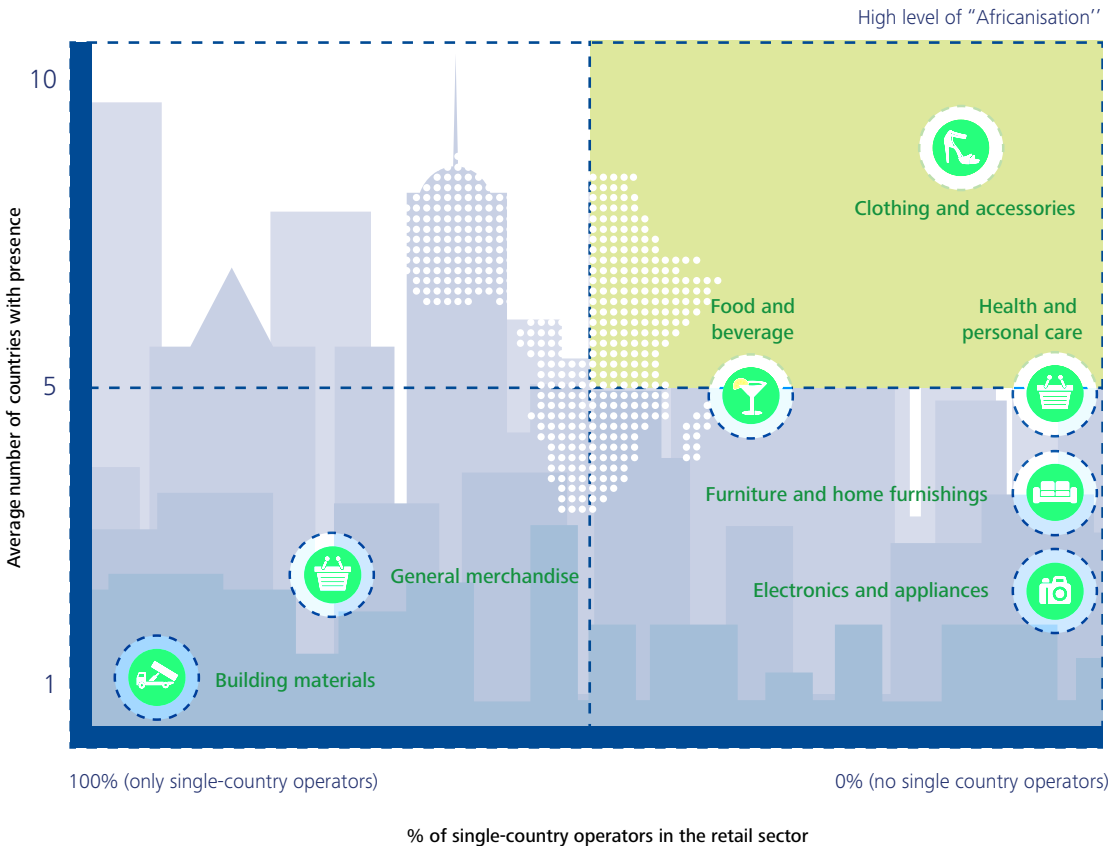 High level of “Africanisation’’
10
Clothing and accessories
Food and
beverage
Health and
personal care
5
Average number of countries with presence
Furniture and home furnishings
General merchandise
Electronics and appliances
Building materials
1
100% (only single-country operators)
0% (no single country operators)
% of single-country operators in the retail sector